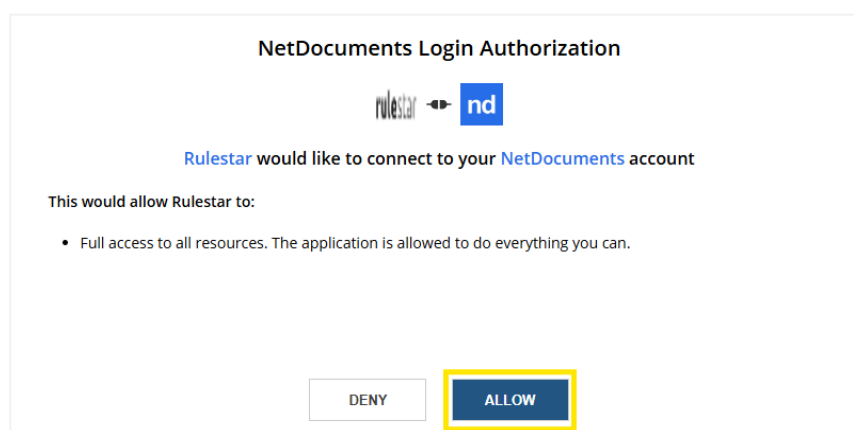 NetDocuments Login Authorization
rulestar nd
Rulestar would like to connect to your NetDocuments account
This would allow Rulestar to:
• Full access to all resources. The application is allowed to do everything you can.
DENY ALLOW